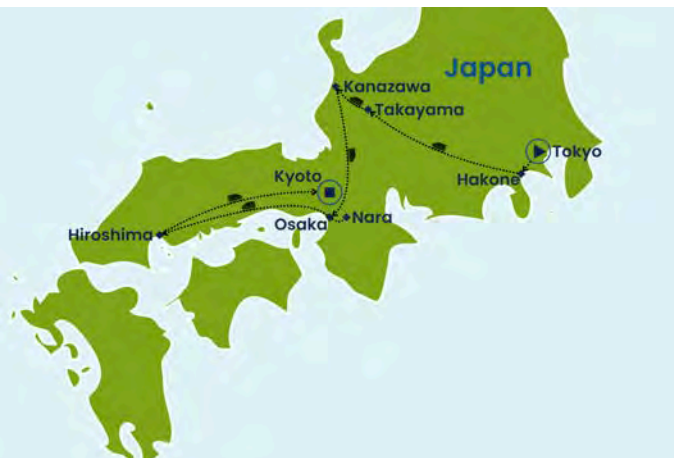 Japan
Kanazawa
Takayama
Tokyo
Hakone
Kyoto
Osaka
Nara
Hiroshima